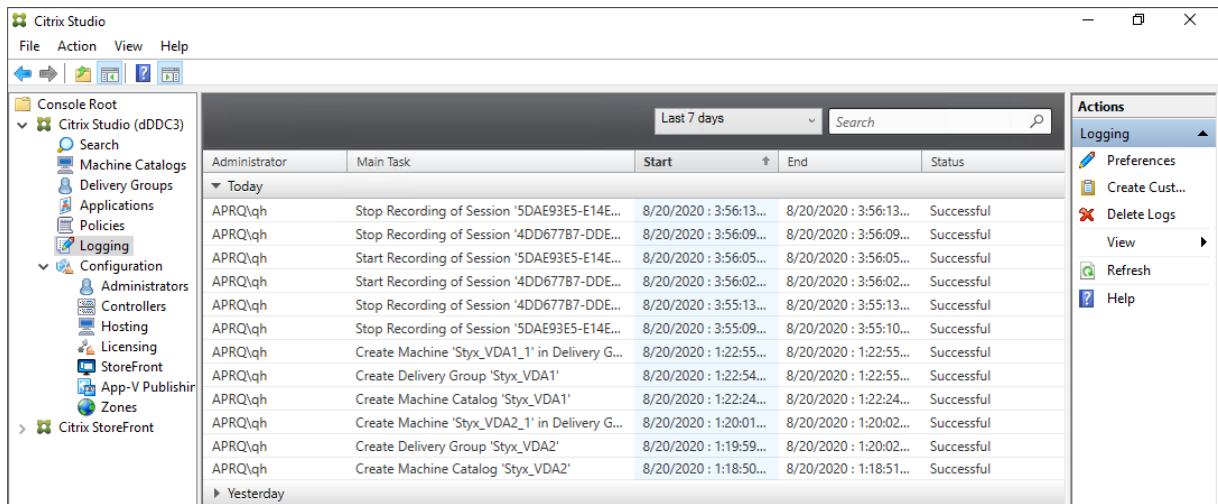 Citrix Studio
File Action View Help
Console Root
Citrix Studio (dDDC3)
Search
Machine Catalogs
Delivery Groups
Applications
Policies
Logging
Configuration
Administrators
Controllers
Hosting
Licensing
StoreFront
App-V Publishin
Zones
Citrix StoreFront
Last 7 days
Search
Administrator Main Task Start End Status
Today
APRQ\qh Stop Recording of Session '5DAE93E5-E14E... 8/20/2020 : 3:56:13... 8/20/2020 : 3:56:13... Successful
APRQ\qh Stop Recording of Session '4DD677B7-DDE... 8/20/2020 : 3:56:09... 8/20/2020 : 3:56:09... Successful
APRQ\qh Start Recording of Session '5DAE93E5-E14E... 8/20/2020 : 3:56:05... 8/20/2020 : 3:56:05... Successful
APRQ\qh Start Recording of Session '4DD677B7-DDE... 8/20/2020 : 3:56:02... 8/20/2020 : 3:56:02... Successful
APRQ\qh Stop Recording of Session '4DD677B7-DDE... 8/20/2020 : 3:55:13... 8/20/2020 : 3:55:13... Successful
APRQ\qh Stop Recording of Session '5DAE93E5-E14E... 8/20/2020 : 3:55:09... 8/20/2020 : 3:55:10... Successful
APRQ\qh Create Machine 'Styx_VDA1_1' in Delivery G... 8/20/2020 : 1:22:55... 8/20/2020 : 1:22:55... Successful
APRQ\qh Create Delivery Group 'Styx_VDA1' 8/20/2020 : 1:22:54... 8/20/2020 : 1:22:55... Successful
APRQ\qh Create Machine Catalog 'Styx_VDA1' 8/20/2020 : 1:22:24... 8/20/2020 : 1:22:24... Successful
APRQ\qh Create Machine 'Styx_VDA2_1' in Delivery G... 8/20/2020 : 1:20:01... 8/20/2020 : 1:20:02... Successful
APRQ\qh Create Delivery Group 'Styx_VDA2' 8/20/2020 : 1:19:59... 8/20/2020 : 1:20:02... Successful
APRQ\qh Create Machine Catalog 'Styx_VDA2' 8/20/2020 : 1:18:50... 8/20/2020 : 1:18:51... Successful
Yesterday
Actions
Logging
Preferences
Create Cust...
Delete Logs
View
Refresh
Help